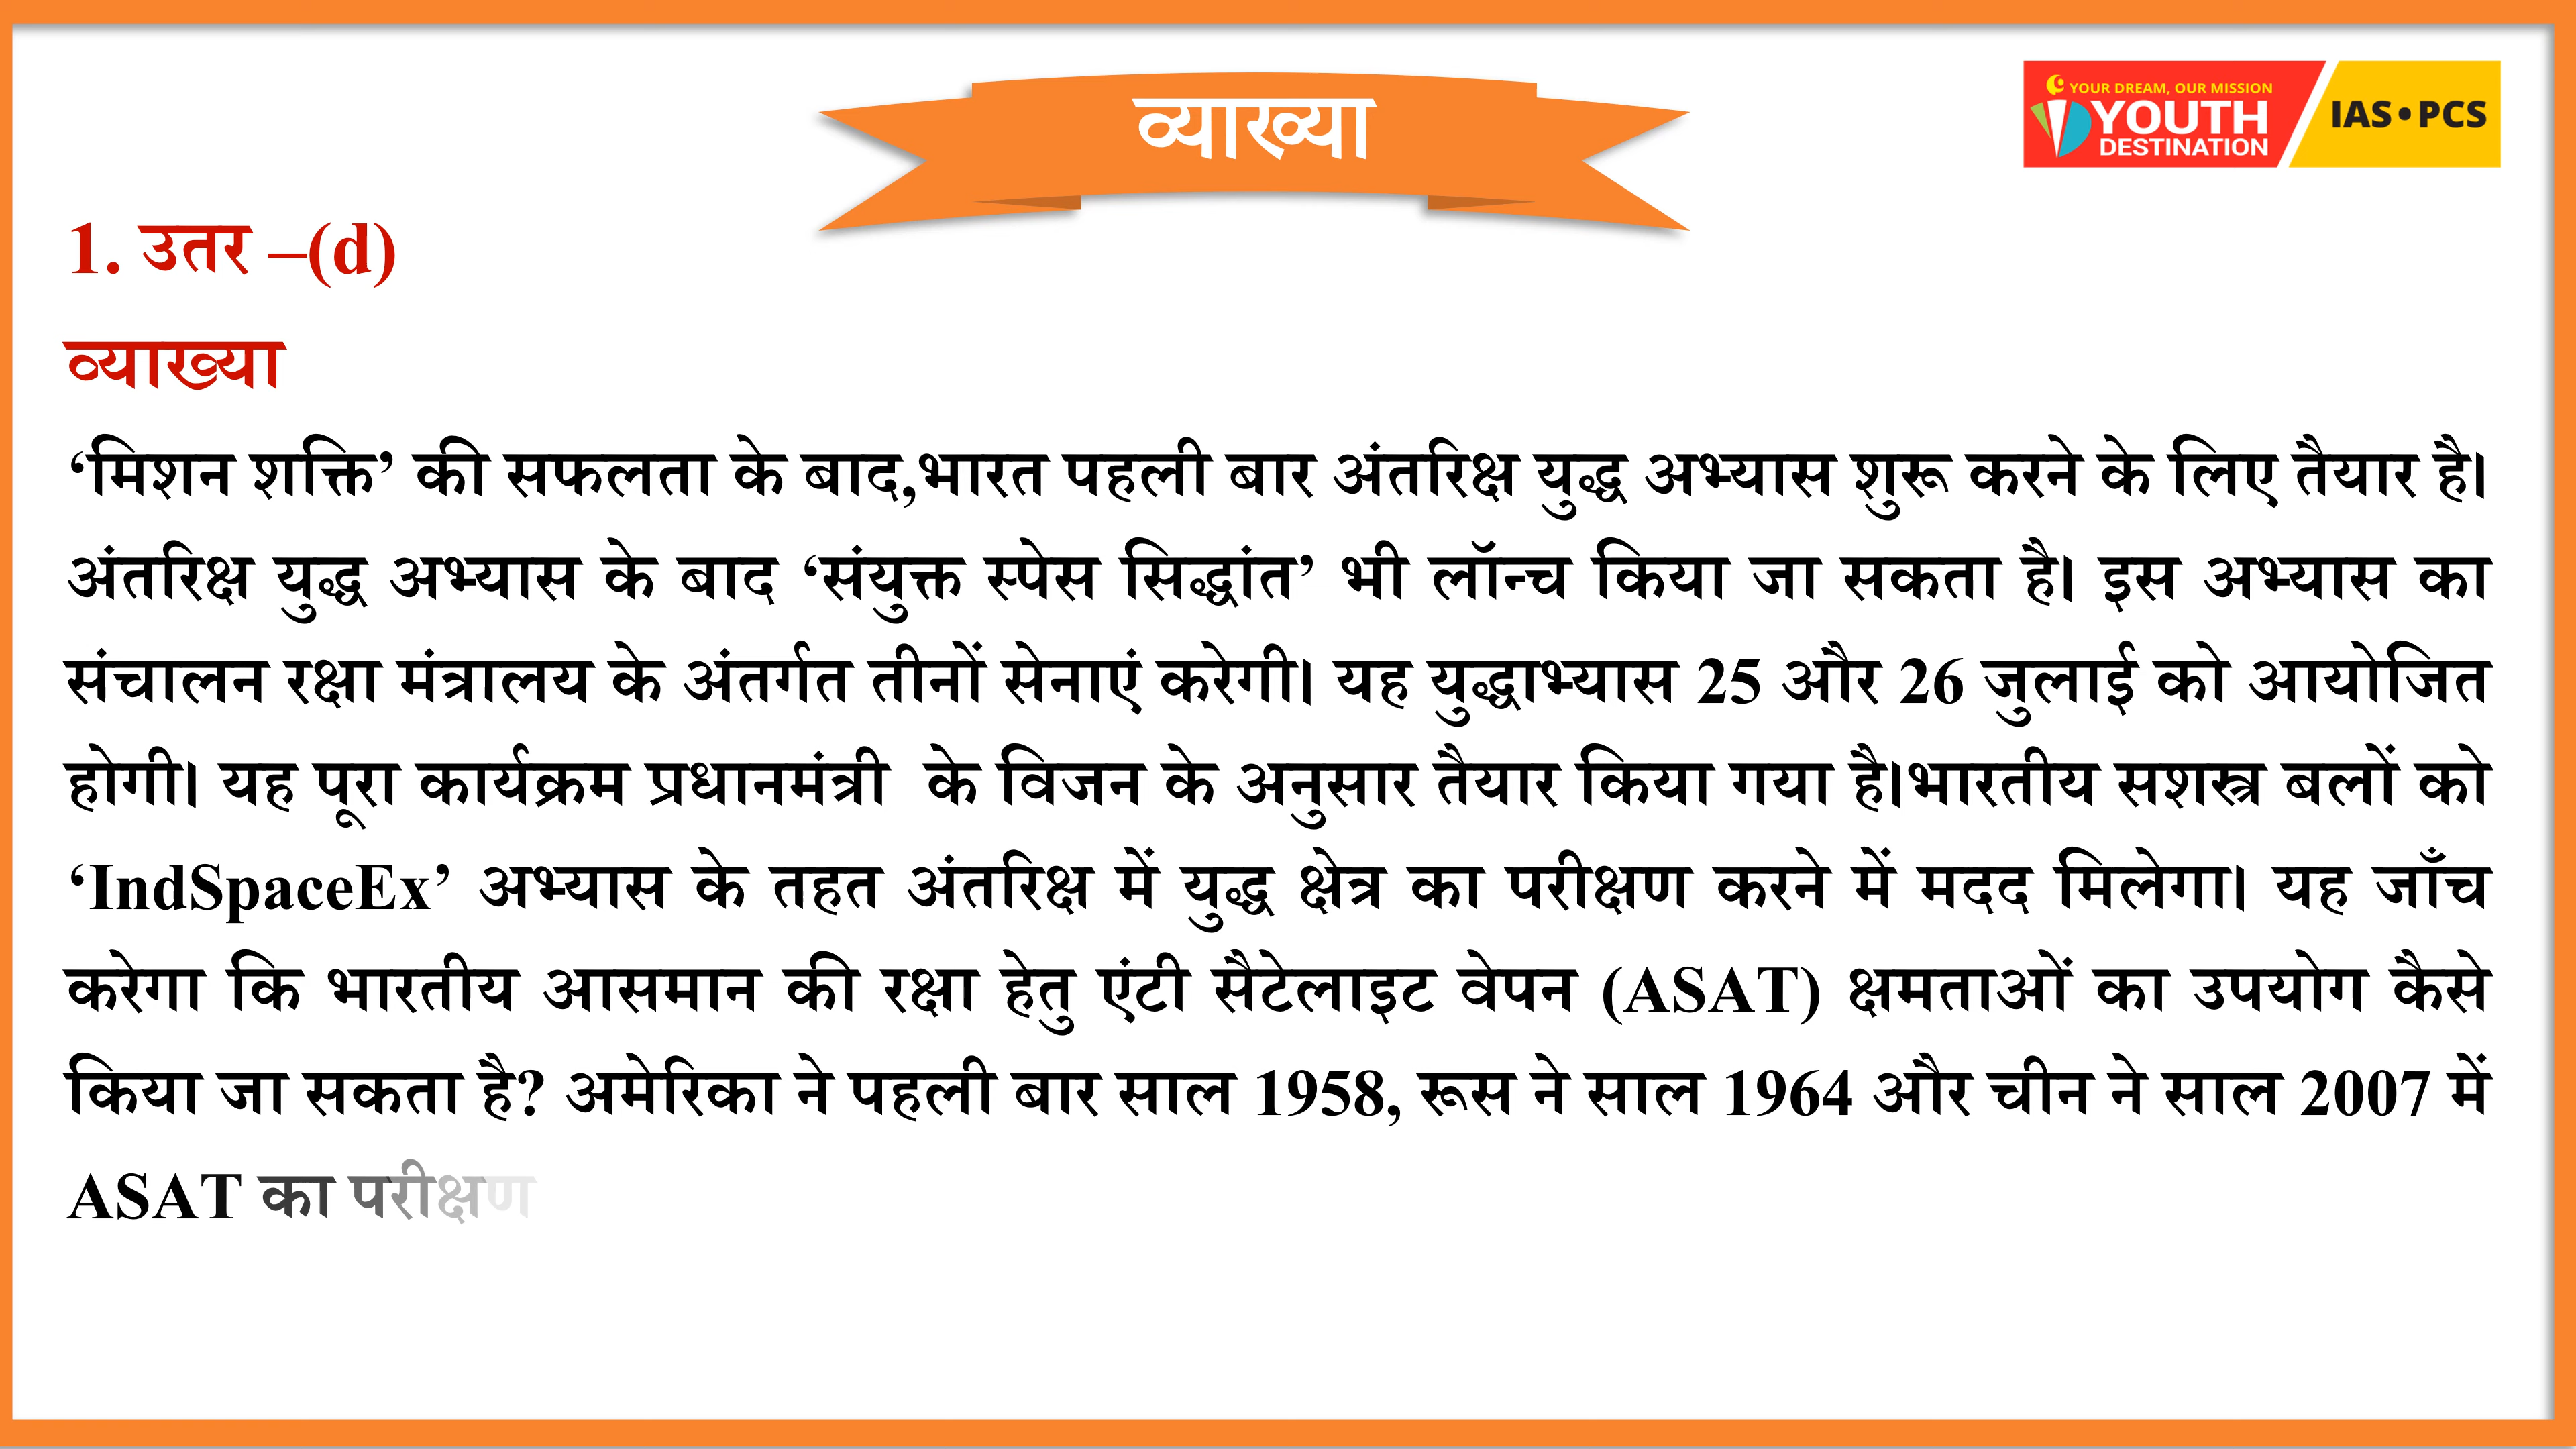 व्याख्या
YOUR DREAM, OUR MISSION
YOUTH
DESTINATION
IAS•PCS
1. उतर –(d)
व्याख्या
‘मिशन शक्ति’ की सफलता के बाद,भारत पहली बार अंतरिक्ष युद्ध अभ्यास शुरू करने के लिए तैयार है।
अंतरिक्ष युद्ध अभ्यास के बाद ‘संयुक्त स्पेस सिद्धांत’ भी लॉन्च किया जा सकता है। इस अभ्यास का
संचालन रक्षा मंत्रालय के अंतर्गत तीनों सेनाएं करेगी। यह युद्धाभ्यास 25 और 26 जुलाई को आयोजित
होगी। यह पूरा कार्यक्रम प्रधानमंत्री के विजन के अनुसार तैयार किया गया है।भारतीय सशस्त्र बलों को
‘IndSpaceEx’ अभ्यास के तहत अंतरिक्ष में युद्ध क्षेत्र का परीक्षण करने में मदद मिलेगा। यह जाँच
करेगा कि भारतीय आसमान की रक्षा हेतु एंटी सैटेलाइट वेपन (ASAT) क्षमताओं का उपयोग कैसे
किया जा सकता है? अमेरिका ने पहली बार साल 1958, रूस ने साल 1964 और चीन ने साल 2007 में
ASAT का परीक्षण